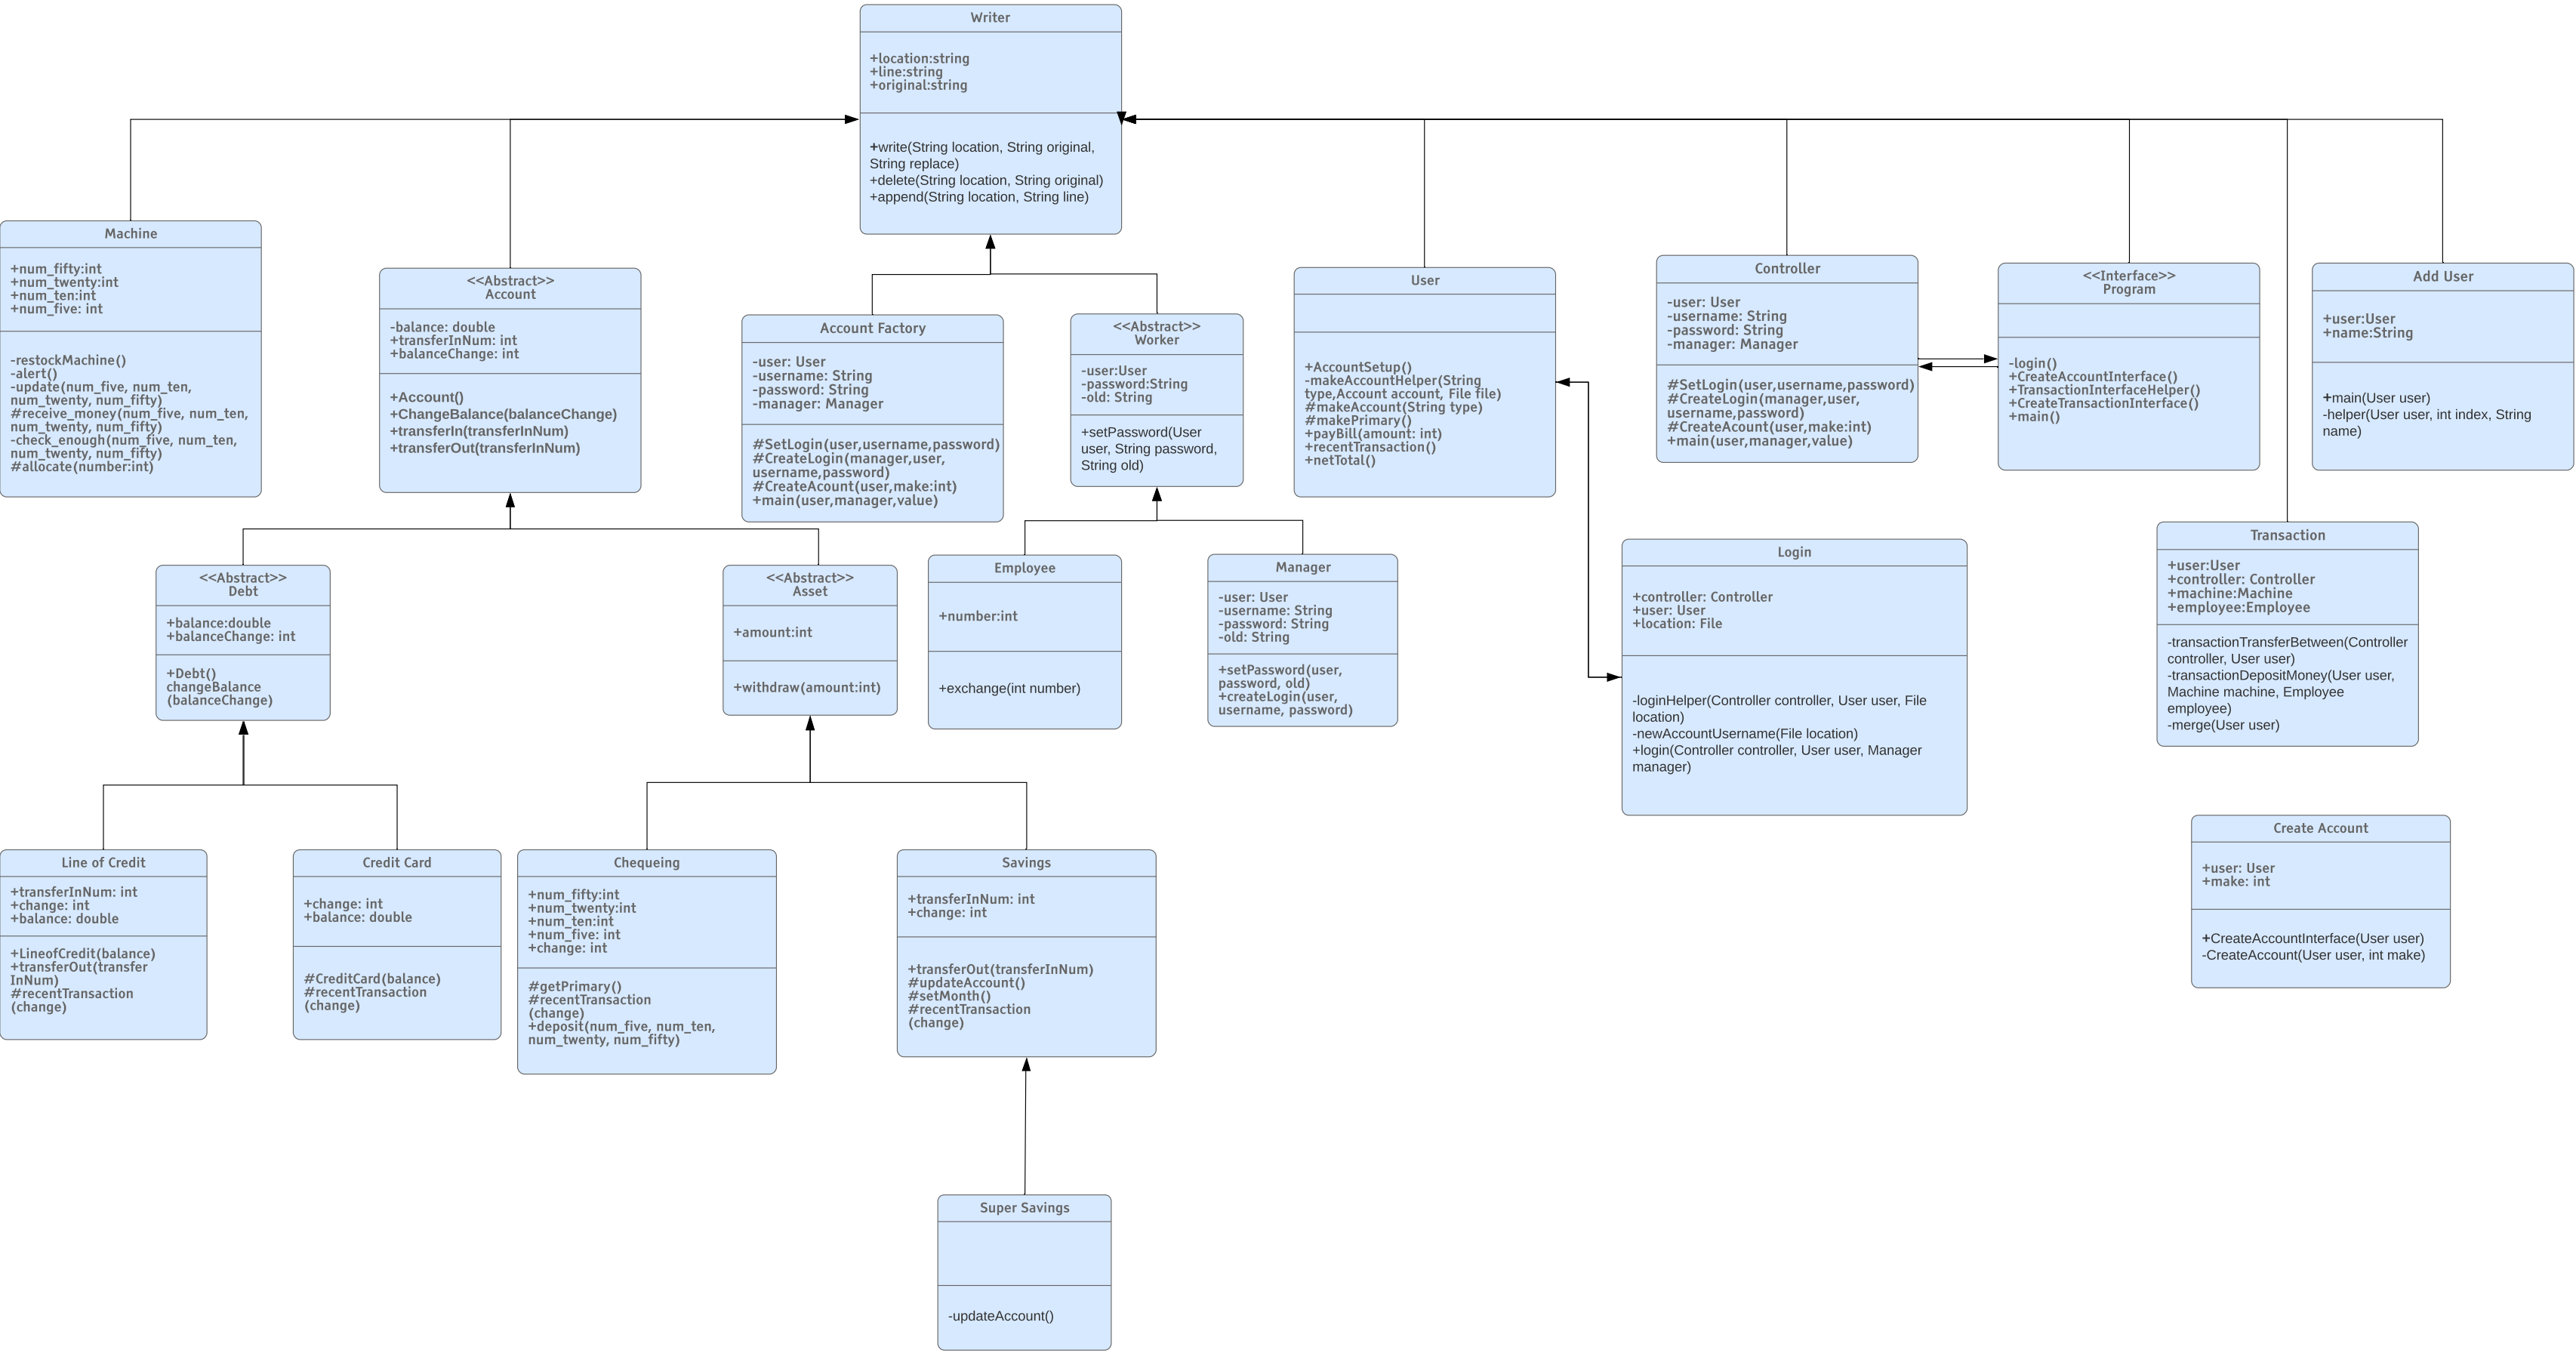 Writer
+location:string
+line:string
+original:string
+write(String location, String original,
String replace)
+delete(String location, String original)
+append(String location, String line)
Machine
+num_fifty:int
+num_twenty:int
+num_ten:int
+num_five: int
-restockMachine()
-alert()
-update(num_five, num_ten,
num_twenty, num_fifty)
#receive_money(num_five, num_ten,
num_twenty, num_fifty)
-check_enough(num_five, num_ten,
num_twenty, num_fifty)
#allocate(number:int)
<<Abstract>>
Account
-balance: double
+transferInNum: int
+balanceChange: int
+Account()
+ChangeBalance(balanceChange)
+transferIn(transferInNum)
+transferOut(transferInNum)
Account Factory
-user: User
-username: String
-password: String
-manager: Manager
#SetLogin(user,username,password)
#CreateLogin(manager,user,
username,password)
#CreateAcount(user,make:int)
+main(user,manager,value)
<<Abstract>>
Worker
-user:User
-password:String
-old: String
+setPassword(User
user, String password,
String old)
User
+AccountSetup()
-makeAccountHelper(String
type,Account account, File file)
#makeAccount(String type)
#makePrimary()
+payBill(amount: int)
+recentTransaction()
+netTotal()
Controller
-user: User
-username: String
-password: String
-manager: Manager
#SetLogin(user,username,password)
#CreateLogin(manager,user,
username,password)
#CreateAcount(user,make:int)
+main(user,manager,value)
<<Interface>>
Program
-login()
+CreateAccountInterface()
+TransactionInterfaceHelper()
+CreateTransactionInterface()
+main()
Add User
+user:User
+name:String
+main(User user)
-helper(User user, int index, String
name)
<<Abstract>>
Debt
+balance:double
+balanceChange: int
+Debt()
changeBalance
(balanceChange)
<<Abstract>>
Asset
+amount:int
+withdraw(amount:int)
Employee
+number:int
+exchange(int number)
Manager
-user: User
-username: String
-password: String
-old: String
+setPassword(user,
password, old)
+createLogin(user,
username, password)
Login
+controller: Controller
+user: User
+location: File
-loginHelper(Controller controller, User user, File
location)
-newAccountUsername(File location)
+login(Controller controller, User user, Manager
manager)
Transaction
+user:User
+controller: Controller
+machine:Machine
+employee:Employee
-transactionTransferBetween(Controller
controller, User user)
-transactionDepositMoney(User user,
Machine machine, Employee
employee)
-merge(User user)
Line of Credit
+transferInNum: int
+change: int
+balance: double
+LineofCredit(balance)
+transferOut(transfer
InNum)
#recentTransaction
(change)
Credit Card
+change: int
+balance: double
#CreditCard(balance)
#recentTransaction
(change)
Chequeing
+num_fifty:int
+num_twenty:int
+num_ten:int
+num_five: int
+change: int
#getPrimary()
#recentTransaction
(change)
+deposit(num_five, num_ten,
num_twenty, num_fifty)
Savings
+transferInNum: int
+change: int
+transferOut(transferInNum)
#updateAccount()
#setMonth()
#recentTransaction
(change)
Create Account
+user: User
+make: int
+CreateAccountInterface(User user)
-CreateAccount(User user, int make)
Super Savings
-updateAccount()